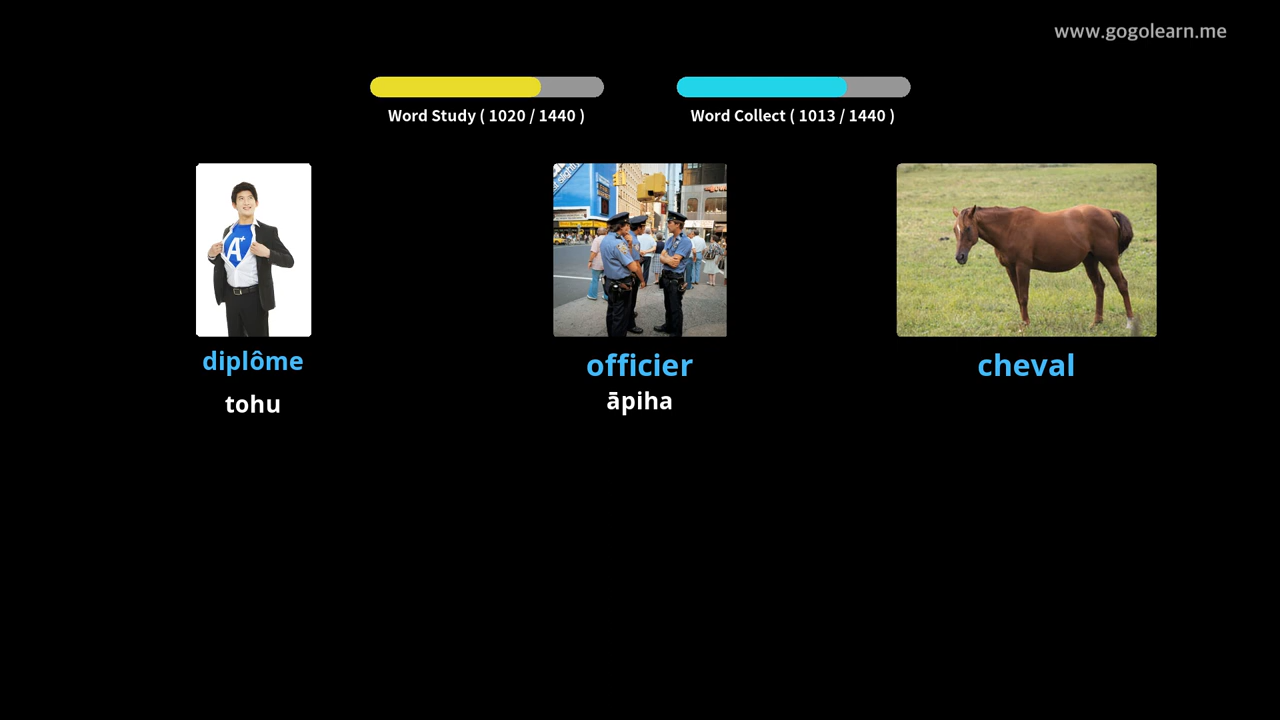 www.gogolearn.me
Word Study ( 1020 / 1440 )
Word Collect ( 1013 / 1440 )
A+
diplôme
officier
cheval
tohu
āpiha